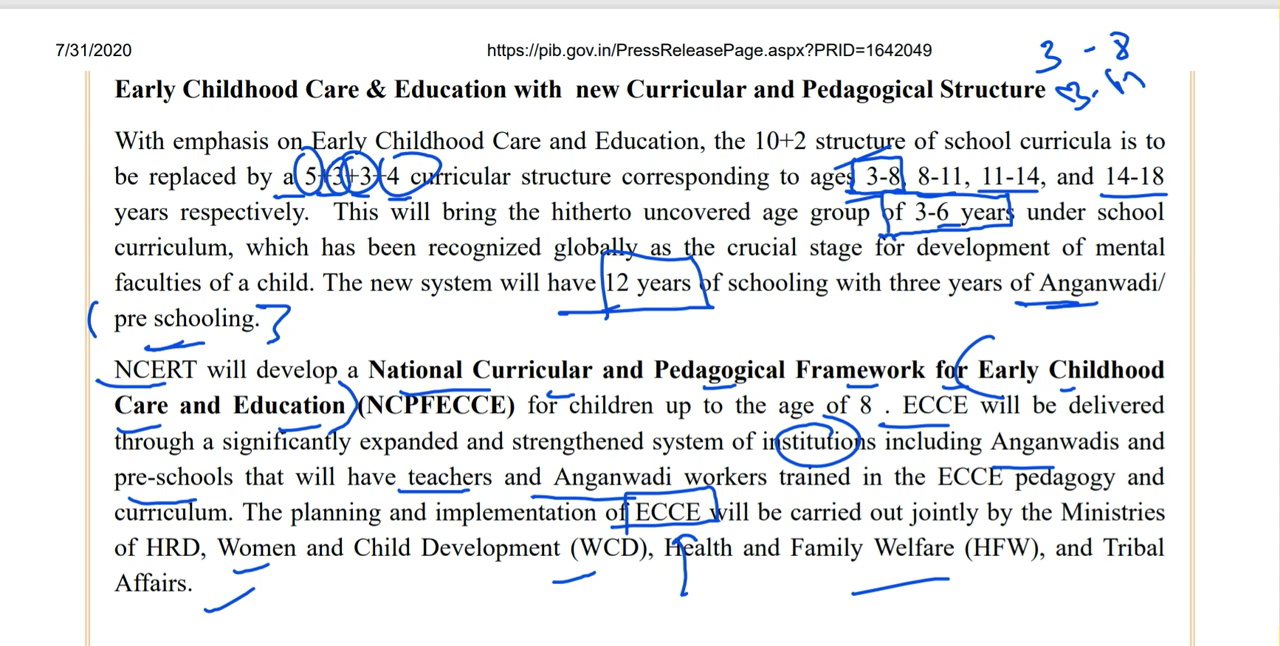 7/31/2020
https://pib.gov.in/PressReleasePage.aspx?PRID=1642049
3 - 8
Early Childhood Care & Education with new Curricular and Pedagogical Structure
With emphasis on Early Childhood Care and Education, the 10+2 structure of school curricula is to
be replaced by a 5+3+3+4 curricular structure corresponding to ages 3-8, 8-11, 11-14, and 14-18
years respectively. This will bring the hitherto uncovered age group of 3-6 years under school
curriculum, which has been recognized globally as the crucial stage for development of mental
faculties of a child. The new system will have 12 years of schooling with three years of Anganwadi/
pre schooling.
NCERT will develop a National Curricular and Pedagogical Framework for Early Childhood
Care and Education (NCPFECCE) for children up to the age of 8 . ECCE will be delivered
through a significantly expanded and strengthened system of institutions including Anganwadis and
pre-schools that will have teachers and Anganwadi workers trained in the ECCE pedagogy and
curriculum. The planning and implementation of ECCE will be carried out jointly by the Ministries
of HRD, Women and Child Development (WCD), Health and Family Welfare (HFW), and Tribal
Affairs.